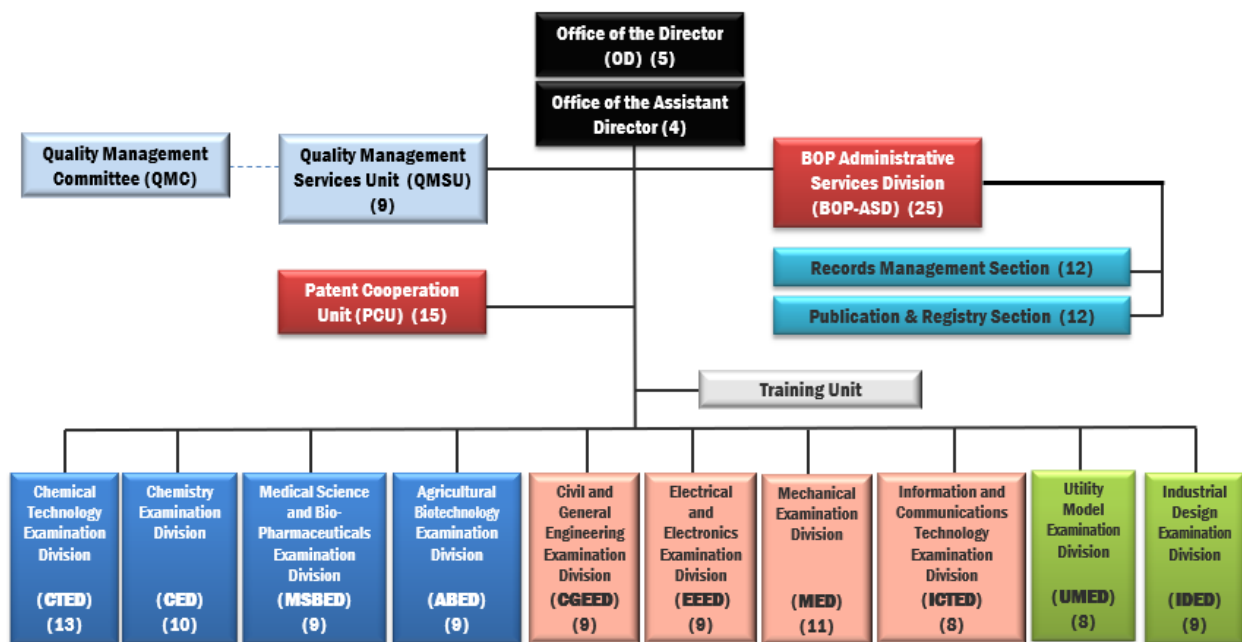 Office of the Director
(OD) (5)
Office of the Assistant
Director (4)
Quality Management
Committee (QMC)
Quality Management
Services Unit (QMSU)
(9)
BOP Administrative
Services Division
(BOP-ASD) (25)
Records Management Section (12)
Publication & Registry Section (12)
Patent Cooperation
Unit (PCU) (15)
Training Unit
Chemical
Technology
Examination
Division
(CTED)
(13)
Chemistry
Examination
Division
(CED)
(10)
Medical Science
and Bio-
Pharmaceuticals
Examination
Division
(MSBED)
(9)
Agricultural
Biotechnology
Examination
Division
(ABED)
(9)
Civil and
General
Engineering
Examination
Division
(CGEED)
(9)
Electrical
and
Electronics
Examination
Division
(EEED)
(9)
Mechanical
Examination
Division
(MED)
(11)
Information and
Communications
Technology
Examination
Division
(ICTED)
(8)
Utility
Model
Examination
Division
(UMED)
(8)
Industrial
Design
Examination
Division
(IDED)
(9)